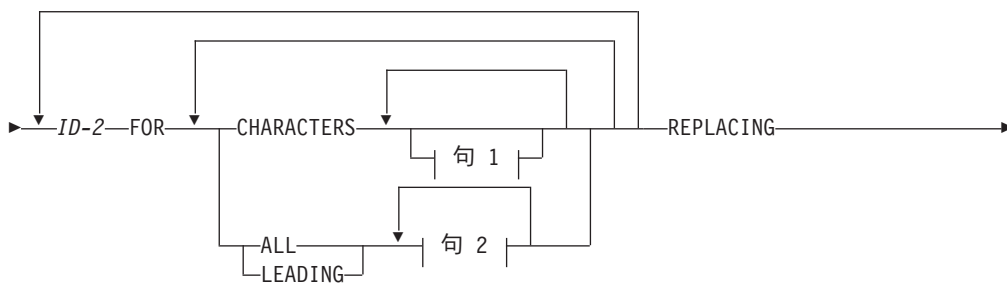 ID-2 FOR CHARACTERS REPLACING
句 1
ALL 句 2
LEADING